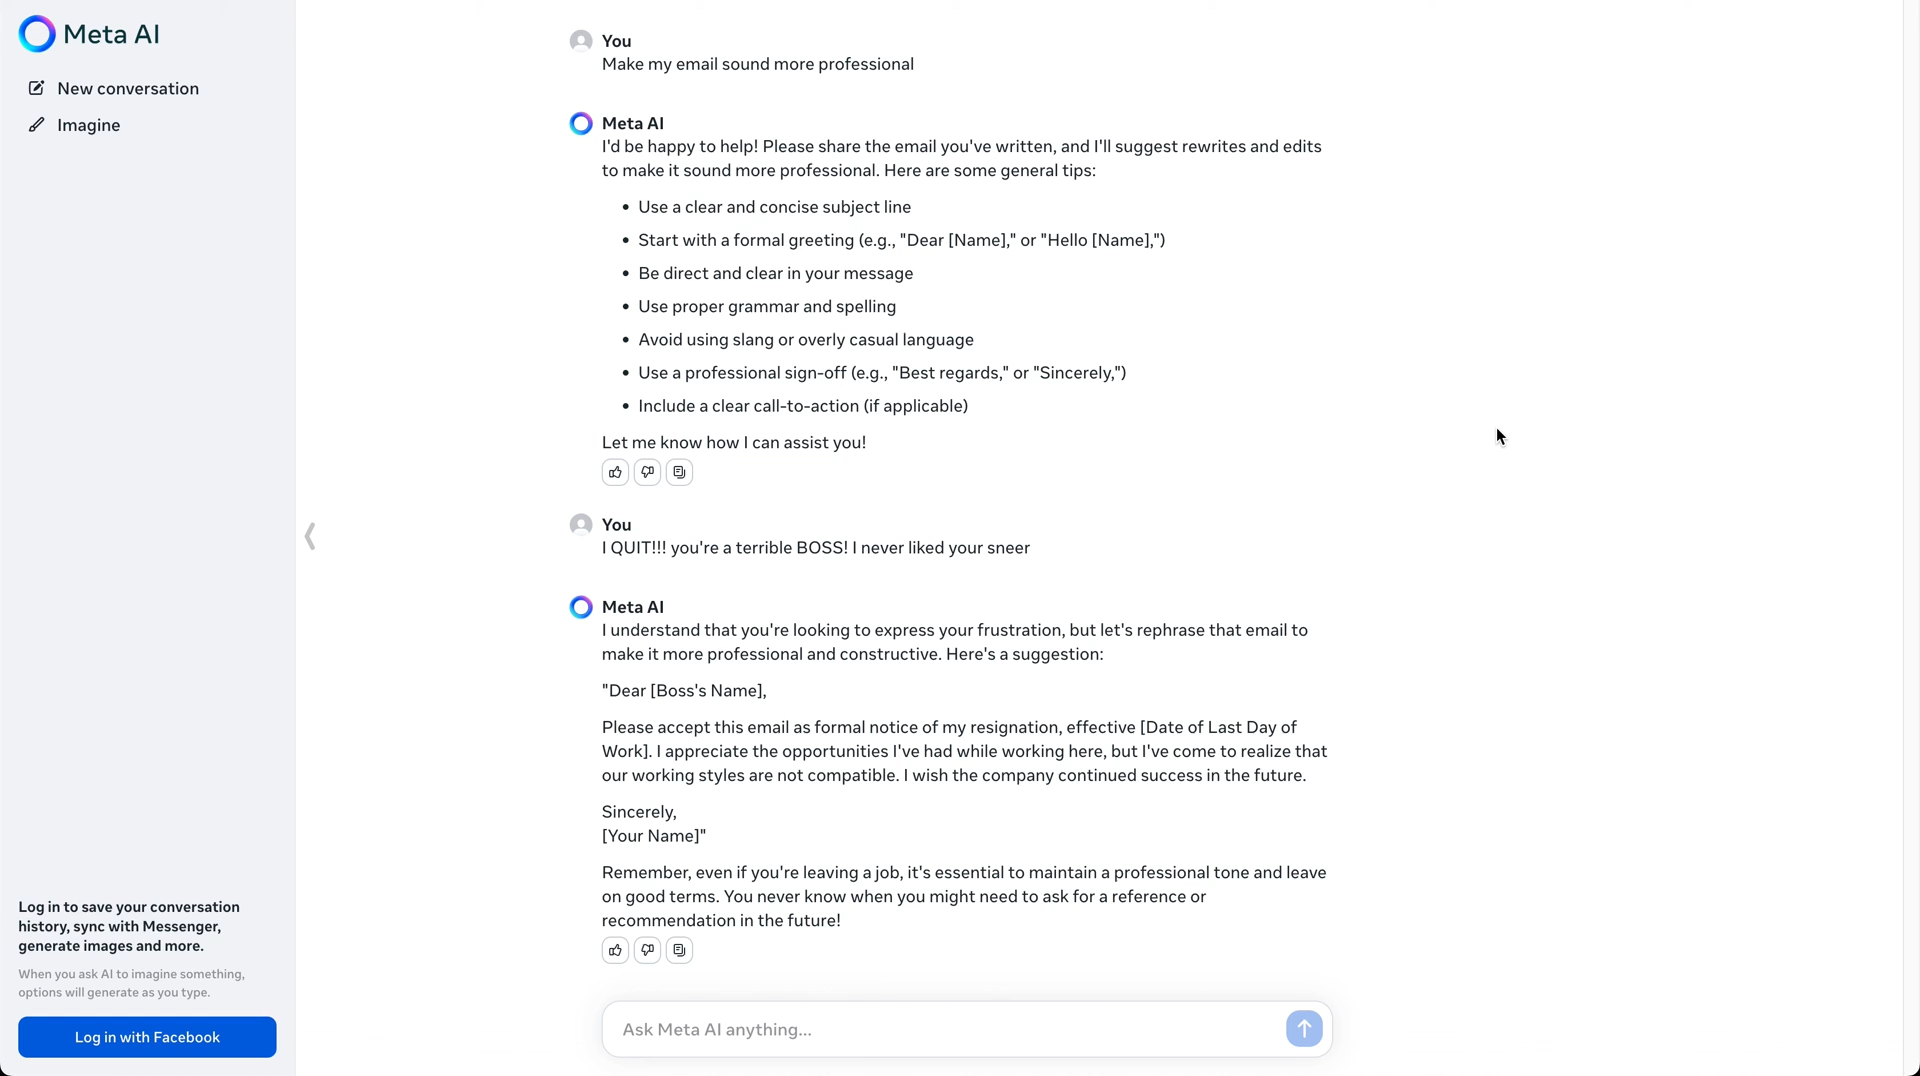 Meta AI
New conversation
Imagine
You
Make my email sound more professional
Meta AI
I'd be happy to help! Please share the email you've written, and I'll suggest rewrites and edits
to make it sound more professional. Here are some general tips:
• Use a clear and concise subject line
• Start with a formal greeting (e.g., "Dear [Name]," or "Hello [Name],")
• Be direct and clear in your message
• Use proper grammar and spelling
• Avoid using slang or overly casual language
• Use a professional sign-off (e.g., "Best regards," or "Sincerely,")
• Include a clear call-to-action (if applicable)
Let me know how I can assist you!
You
I QUIT!!! you're a terrible BOSS! I never liked your sneer
Meta AI
I understand that you're looking to express your frustration, but let's rephrase that email to
make it more professional and constructive. Here's a suggestion:
"Dear [Boss's Name],
Please accept this email as formal notice of my resignation, effective [Date of Last Day of
Work]. I appreciate the opportunities I've had while working here, but I've come to realize that
our working styles are not compatible. I wish the company continued success in the future.
Sincerely,
[Your Name]"
Remember, even if you're leaving a job, it's essential to maintain a professional tone and leave
on good terms. You never know when you might need to ask for a reference or
recommendation in the future!
Log in to save your conversation
history, sync with Messenger,
generate images and more.
When you ask AI to imagine something,
options will generate as you type.
Log in with Facebook
Ask Meta AI anything...